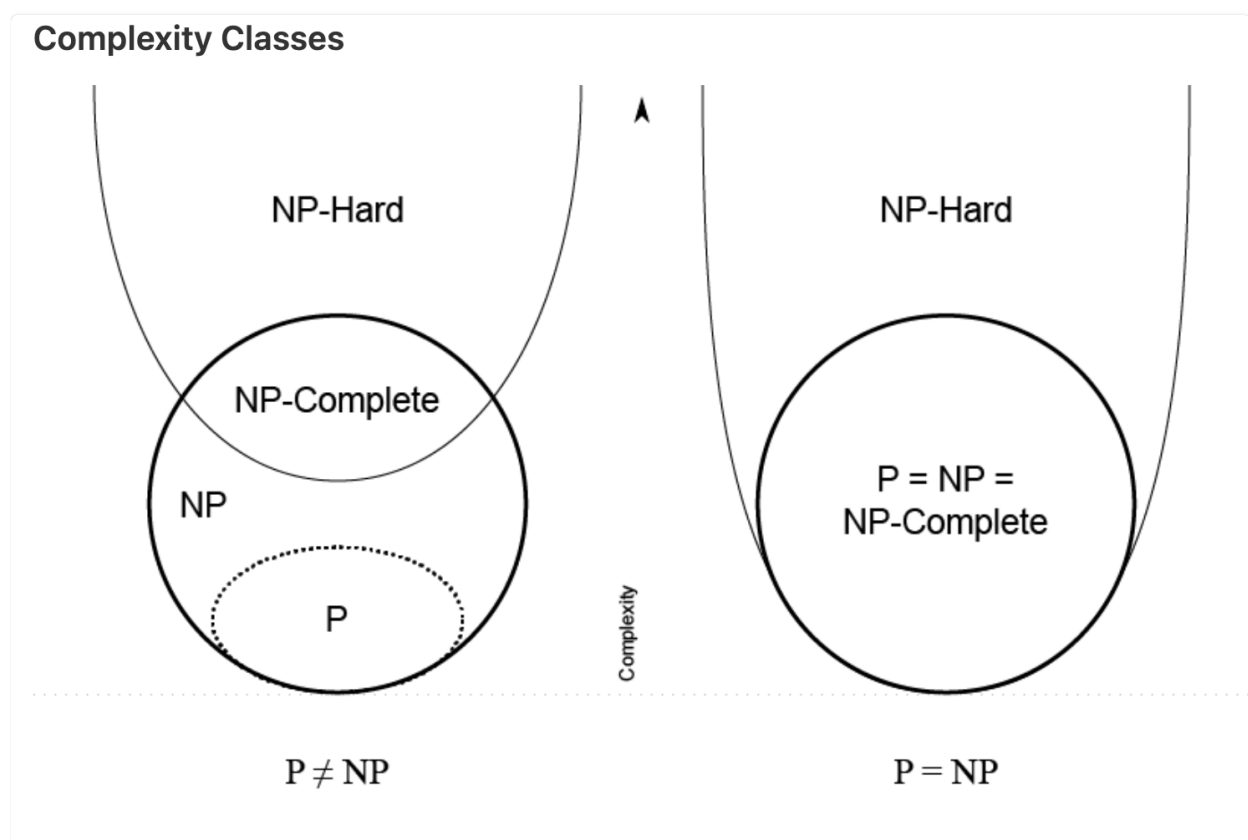 Complexity Classes
NP-Hard
NP-Complete
NP
P
P ≠ NP
Complexity
NP-Hard
P = NP =
NP-Complete
P = NP